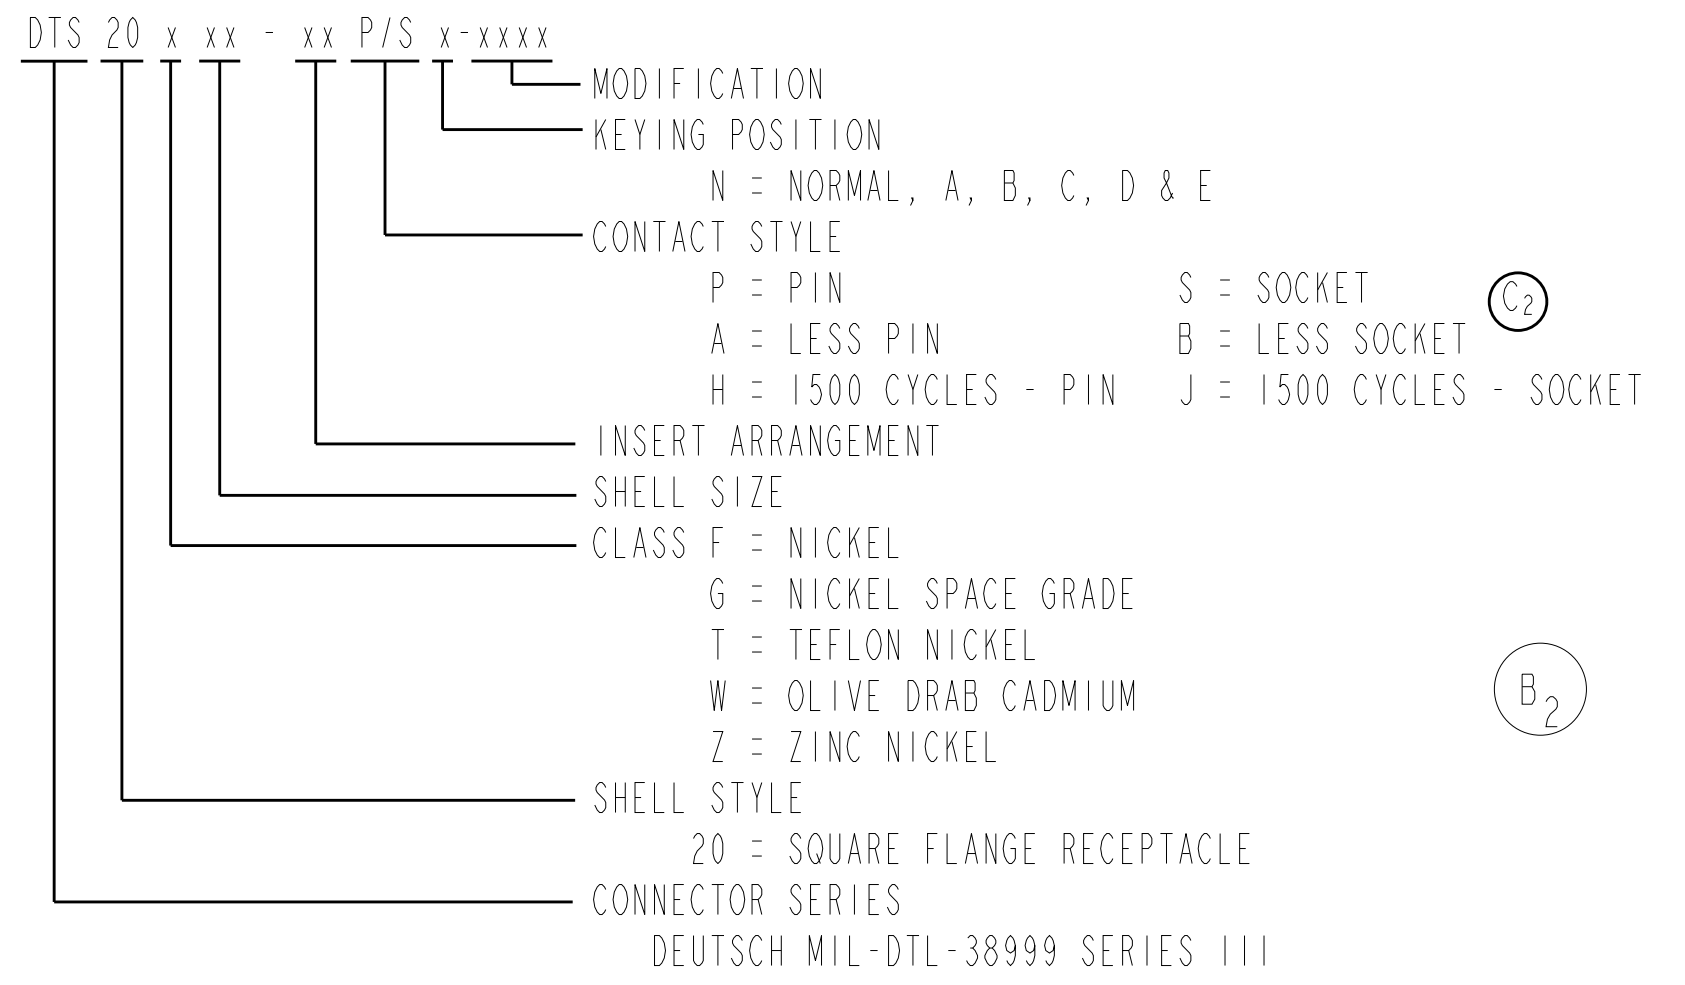 DTS 20 x xx - xx P/S x-xxxx
MODIFICATION
KEYING POSITION
N = NORMAL, A, B, C, D & E
CONTACT STYLE
P = PIN S = SOCKET
C2
A = LESS PIN B = LESS SOCKET
H = 1500 CYCLES - PIN J = 1500 CYCLES - SOCKET
INSERT ARRANGEMENT
SHELL SIZE
CLASS F = NICKEL
G = NICKEL SPACE GRADE
T = TEFLON NICKEL
W = OLIVE DRAB CADMIUM
B2
Z = ZINC NICKEL
SHELL STYLE
20 = SQUARE FLANGE RECEPTACLE
CONNECTOR SERIES
DEUTSCH MIL-DTL-38999 SERIES III